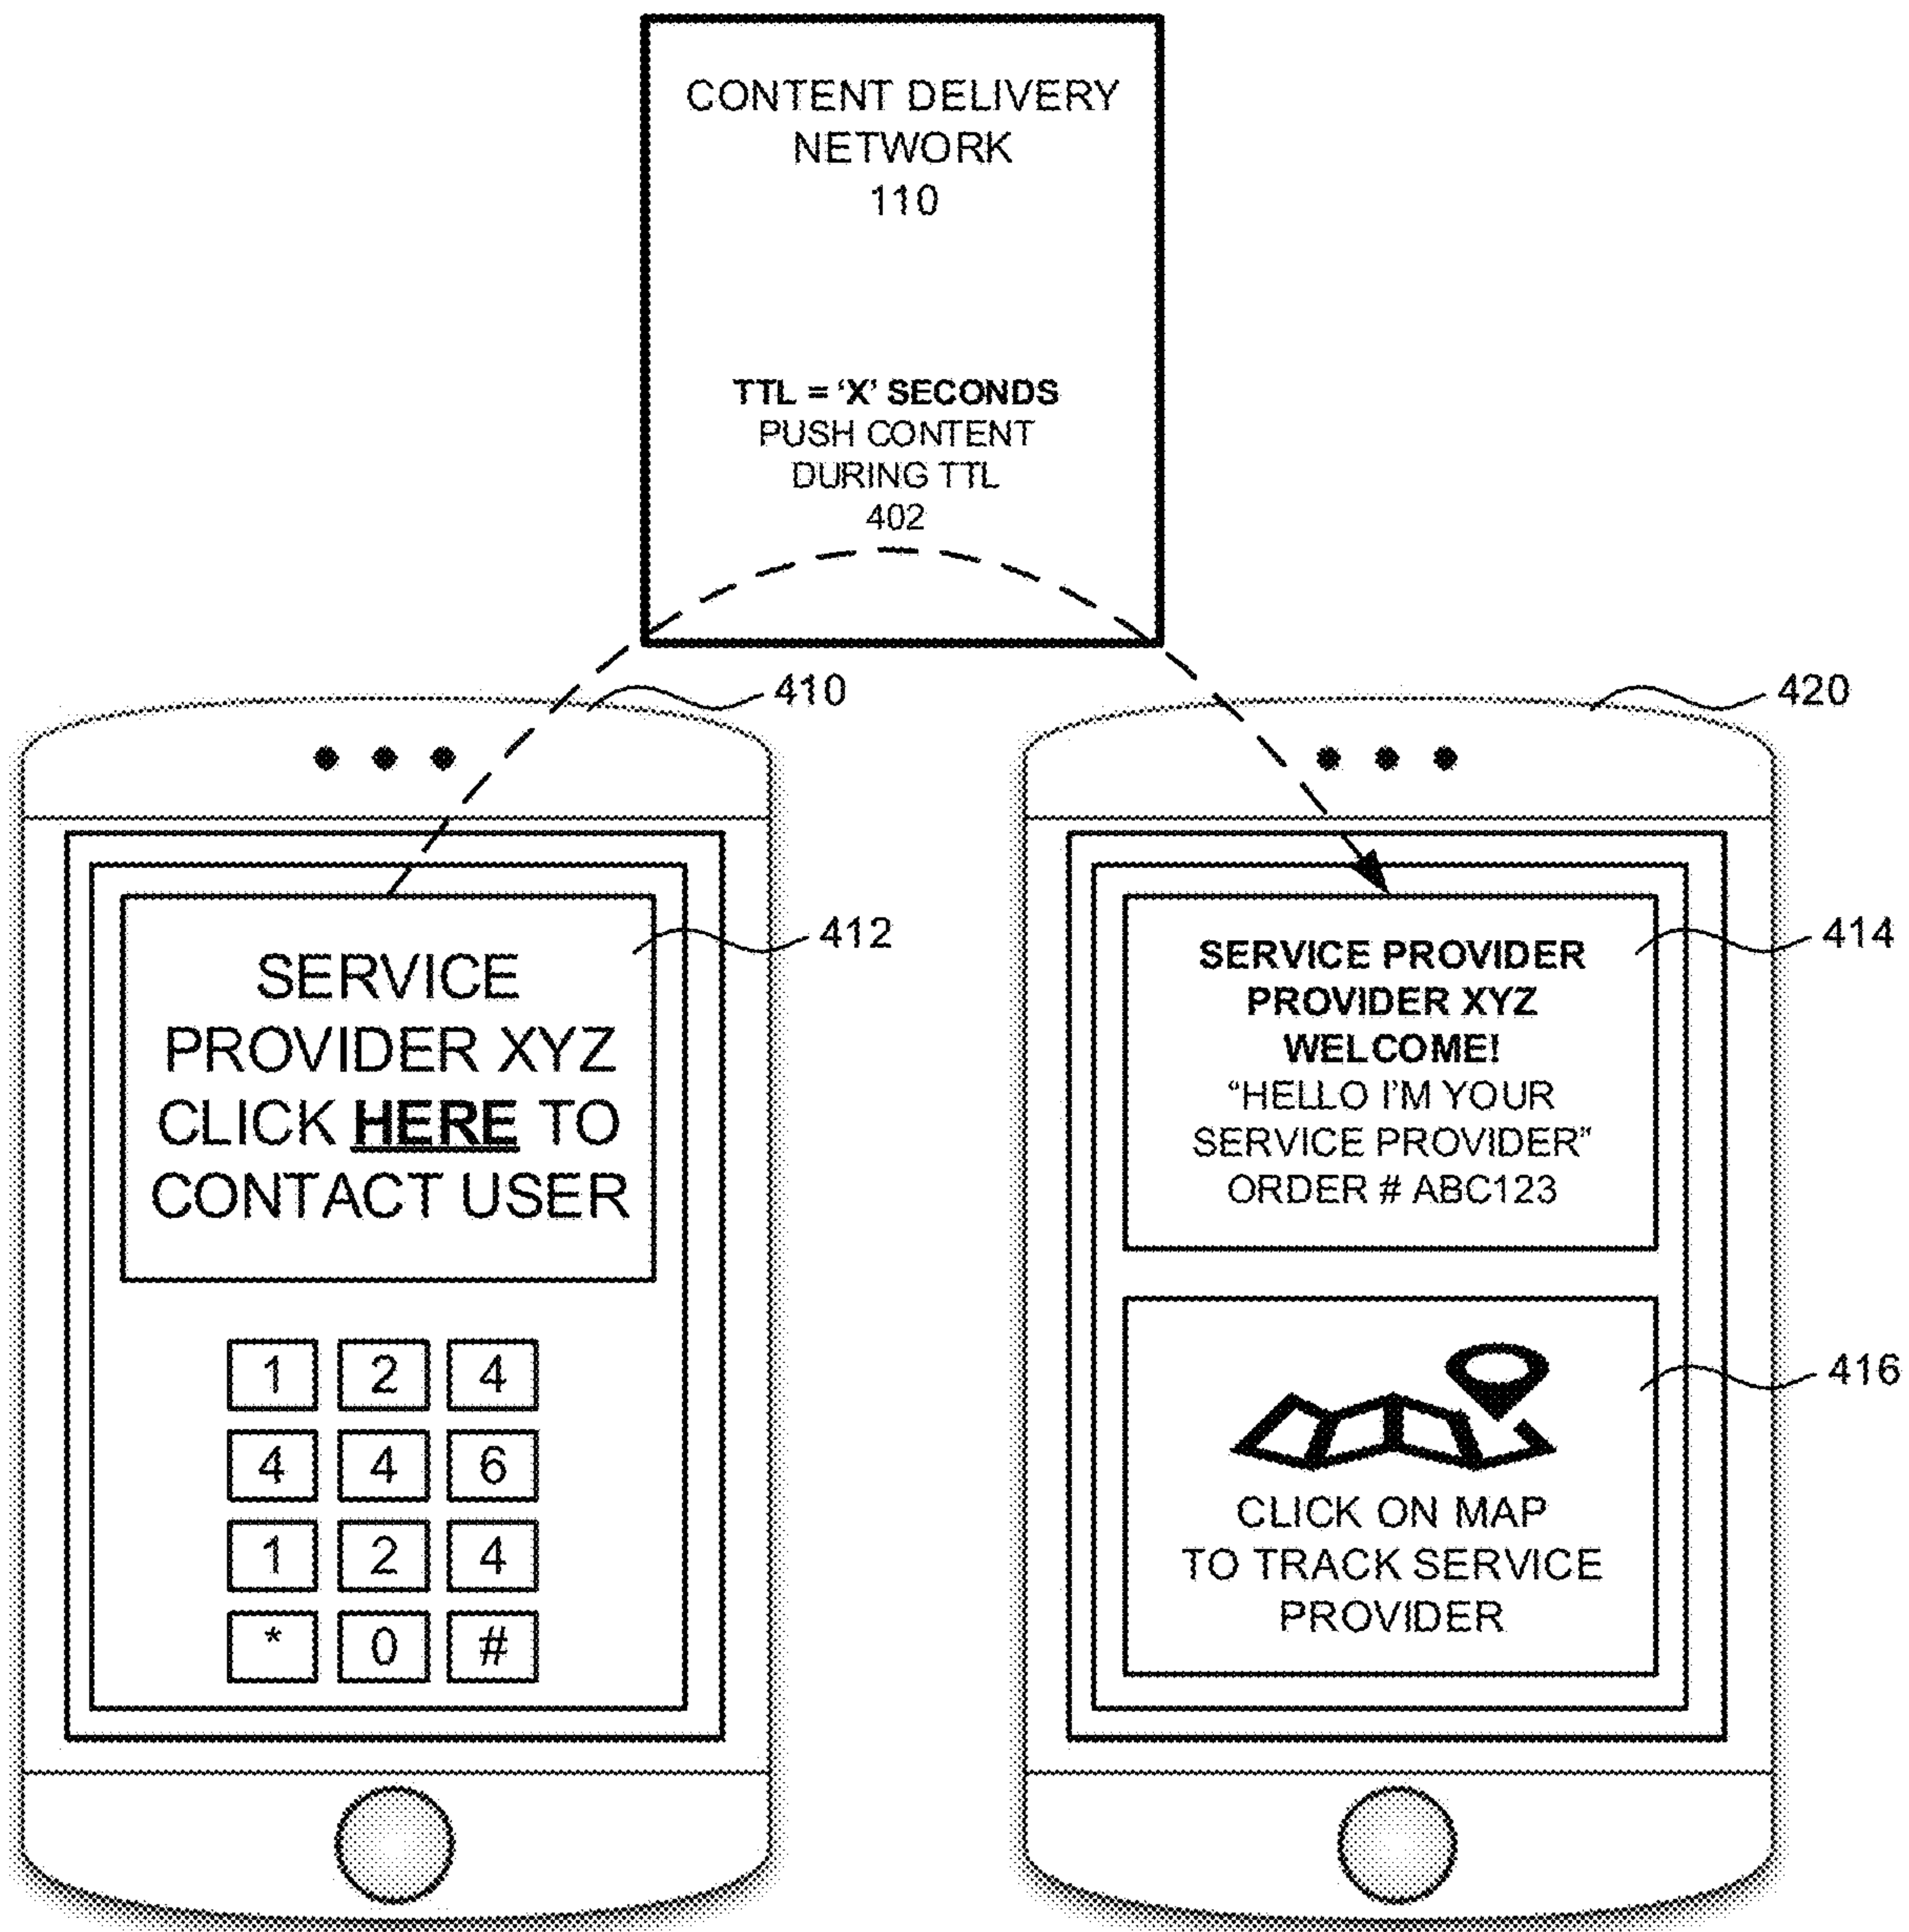 CONTENT DELIVERY
NETWORK
110
TTL = 'X' SECONDS
PUSH CONTENT
DURING TTL
402
410
420
412
SERVICE
PROVIDER XYZ
CLICK HERE TO
CONTACT USER
1 2 4
4 4 6
1 2 4
* 0 #
414
SERVICE PROVIDER
PROVIDER XYZ
WELCOME!
“HELLO I'M YOUR
SERVICE PROVIDER”
ORDER # ABC123
416
CLICK ON MAP
TO TRACK SERVICE
PROVIDER